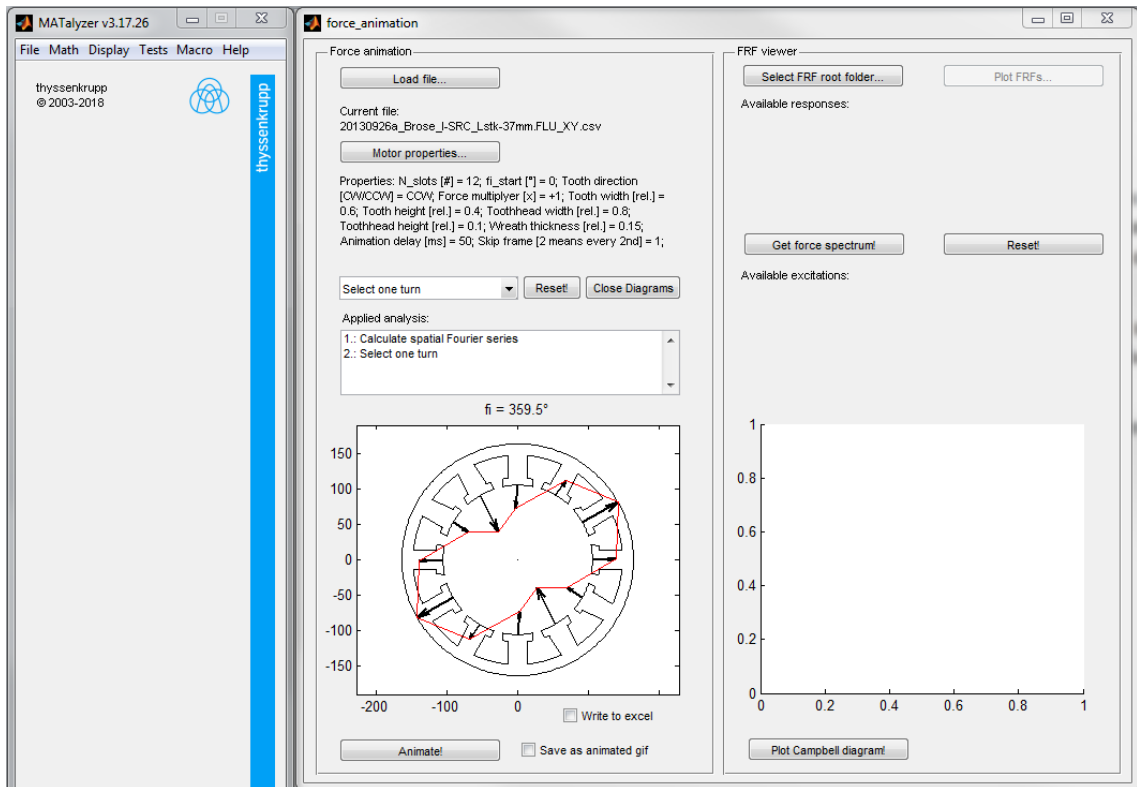 MATalyzer v3.17.26
File Math Display Tests Macro Help
thyssenkrupp
© 2003-2018
thyssenkrupp
force_animation
Force animation
Load file...
Current file:
20130926a_Brose_I-SRC_Lstk-37mm.FLU_XY.csv
Motor properties...
Properties: N_slots [#] = 12; fi_start [°] = 0; Tooth direction
[CW/CCW] = CCW; Force multiplyer [x] = +1; Tooth width [rel.] =
0.6; Tooth height [rel.] = 0.4; Toothhead width [rel.] = 0.8;
Toothhead height [rel.] = 0.1; Wreath thickness [rel.] = 0.15;
Animation delay [ms] = 50; Skip frame [2 means every 2nd] = 1;
Select one turn
Reset!
Close Diagrams
Applied analysis:
1.: Calculate spatial Fourier series
2.: Select one turn
fi = 359.5°
150
100
50
0
-50
-100
-150
-200 -100 0
Write to excel
Animate!
Save as animated gif
FRF viewer
Select FRF root folder...
Plot FRFs...
Available responses:
Get force spectrum!
Reset!
Available excitations:
1
0.8
0.6
0.4
0.2
0
0 0.2 0.4 0.6 0.8 1
Plot Campbell diagram!